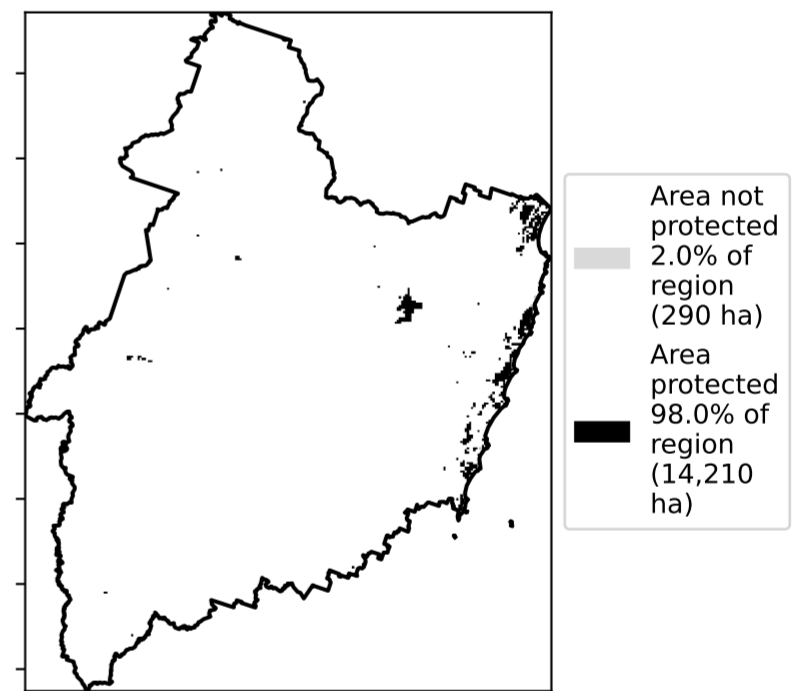 Area not
protected
2.0% of
region
(290 ha)
Area
protected
98.0% of
region
(14,210
ha)